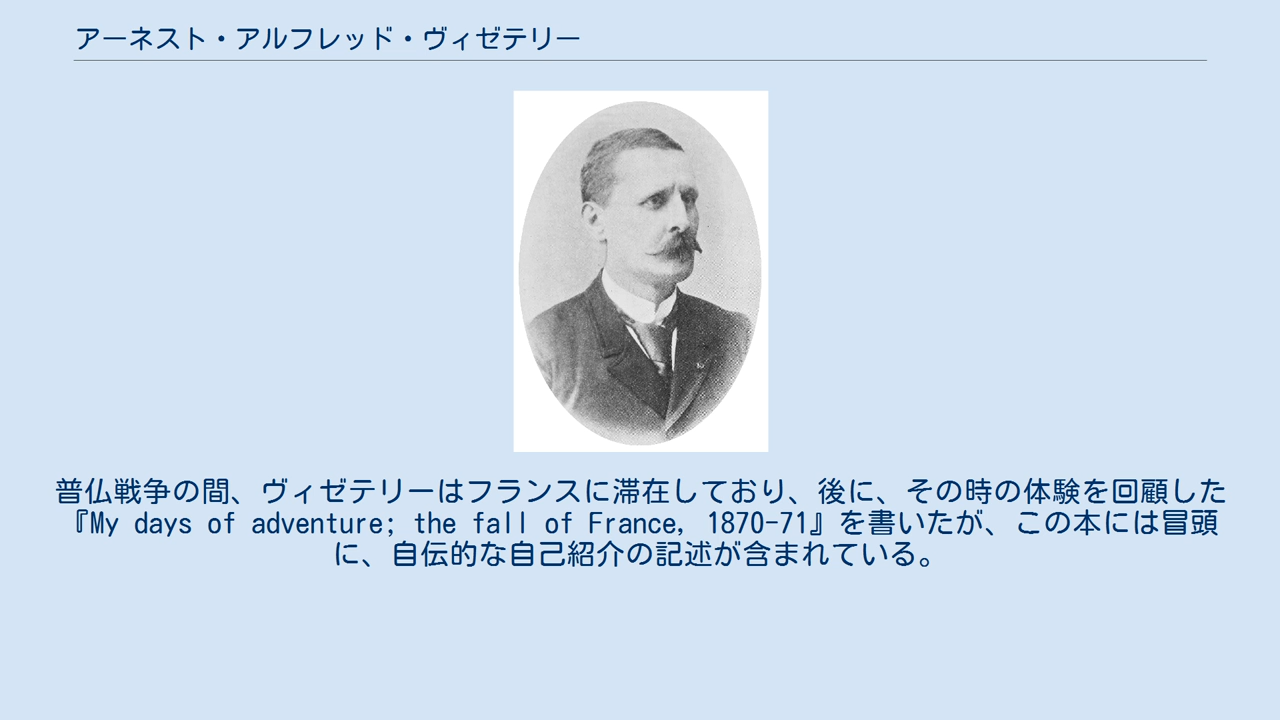 アーネスト・アルフレッド・ヴィゼテリー
普仏戦争の間、ヴィゼテリーはフランスに滞在しており、後に、その時の体験を回顧した
『My days of adventure; the fall of France, 1870-71』を書いたが、この本には冒頭
に、自伝的な自己紹介の記述が含まれている。